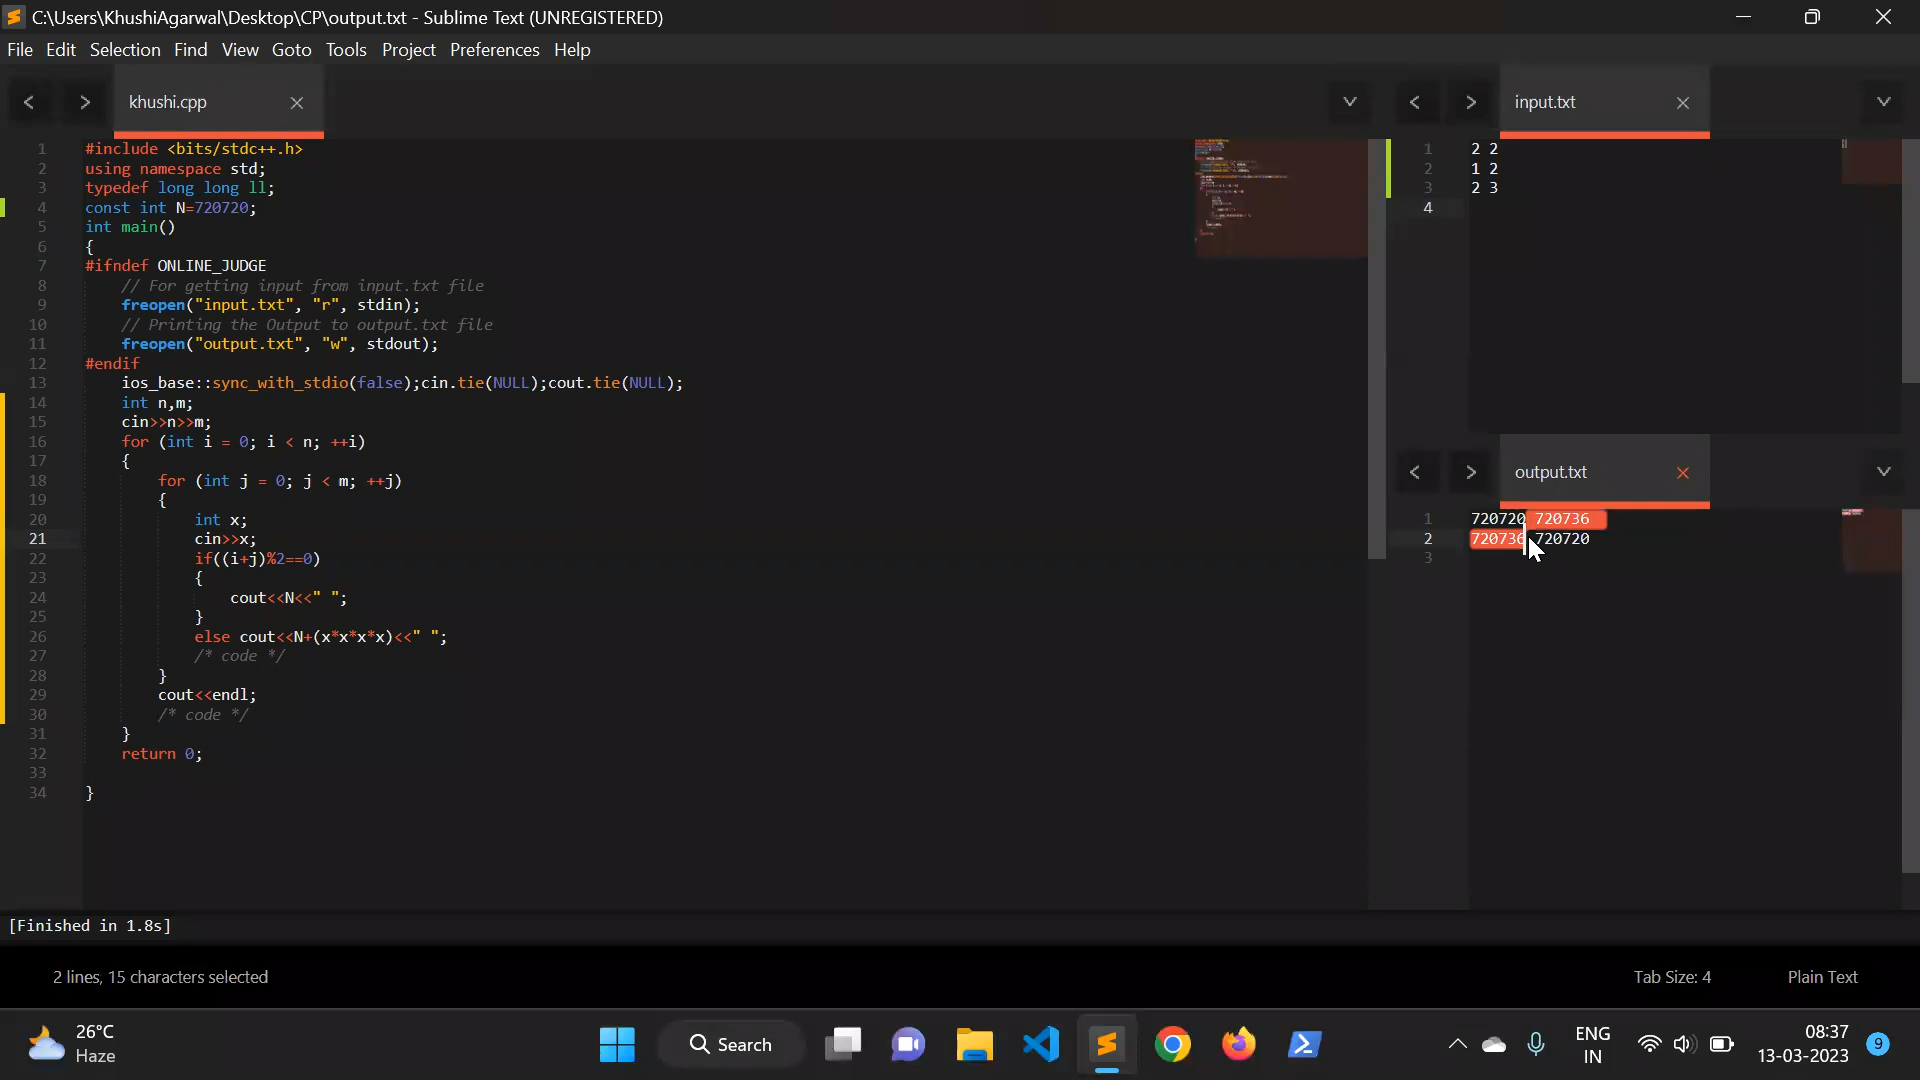 C:\Users\KhushiAgarwal\Desktop\CP\output.txt - Sublime Text (UNREGISTERED)
File Edit Selection Find View Goto Tools Project Preferences Help
khushi.cpp
1 #include <bits/stdc++.h>
2 using namespace std;
3 typedef long long ll;
4 const int N=720720;
5 int main()
6 {
7 #ifndef ONLINE_JUDGE
8 // For getting input from input.txt file
9 freopen("input.txt", "r", stdin);
10 // Printing the Output to output.txt file
11 freopen("output.txt", "w", stdout);
12 #endif
13 ios_base::sync_with_stdio(false);cin.tie(NULL);cout.tie(NULL);
14 int n,m;
15 cin>>n>>m;
16 for (int i = 0; i < n; ++i)
17 {
18 for (int j = 0; j < m; ++j)
19 {
20 int x;
21 cin>>x;
22 if((i+j)%2==0)
23 {
24 cout<<N<<" ";
25 }
26 else cout<<N+(x*x*x*x)<<" ";
27 /* code */
28 }
29 cout<<endl;
30 /* code */
31 }
32 return 0;
33
34 }
input.txt
1 2 2
2 1 2
3 2 3
4
output.txt
1 720720 720736
2 720736 720720
3
[Finished in 1.8s]
2 lines, 15 characters selected
Tab Size: 4
Plain Text
26°C
Haze
Search
ENG
IN
08:37
13-03-2023
9